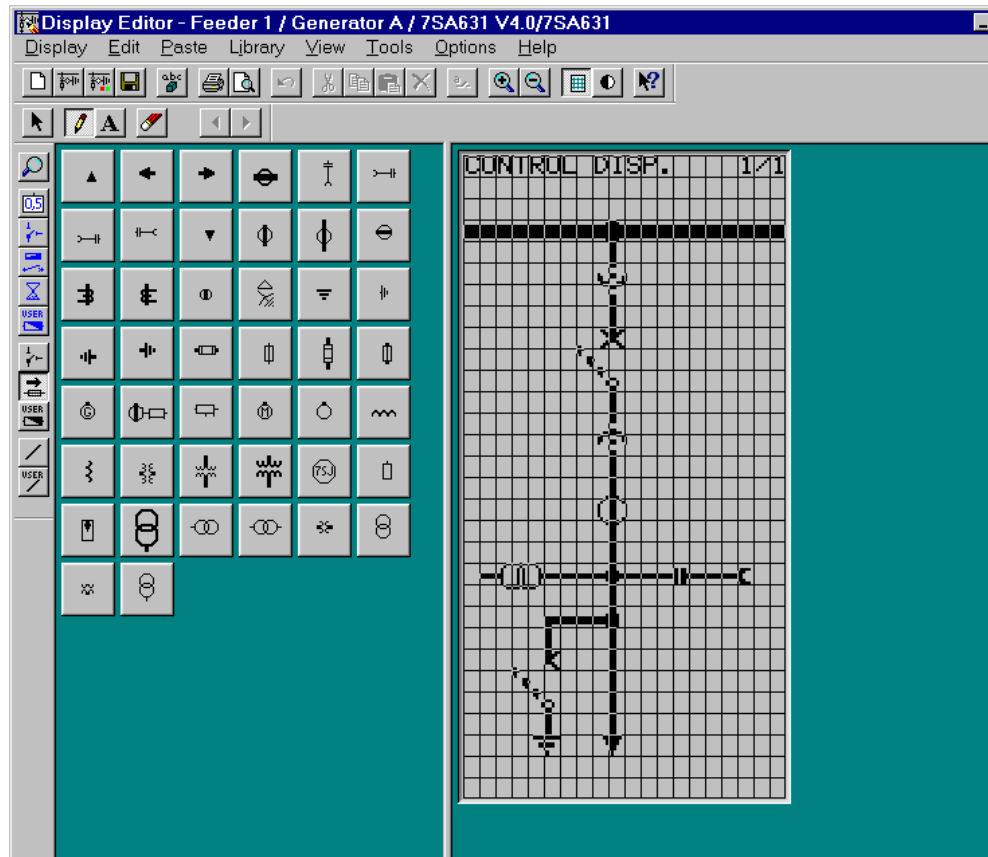 Display Editor - Feeder 1 / Generator A / 7SA631 V4.0/7SA631
Display Edit Paste Library View Tools Options Help
abc
A
a..
?
CONTROL DISP. 1/1
0,5
USER
USER
USER
G
M
7SJ